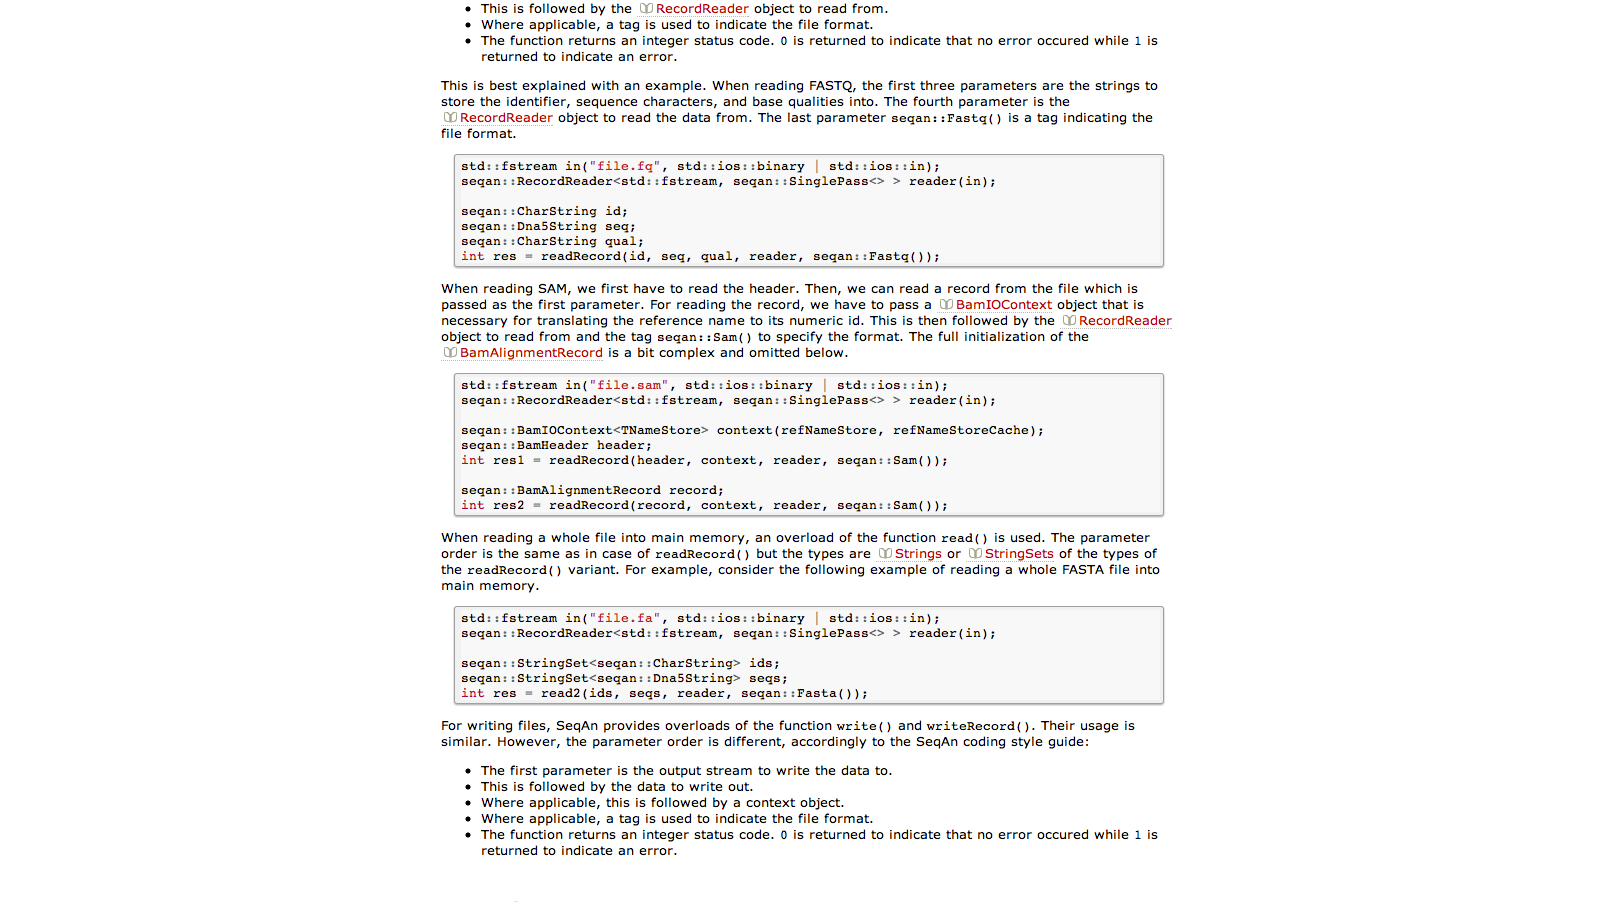 This is followed by the RecordReader object to read from.
Where applicable, a tag is used to indicate the file format.
The function returns an integer status code. 0 is returned to indicate that no error occured while 1 is
returned to indicate an error.
This is best explained with an example. When reading FASTQ, the first three parameters are the strings to
store the identifier, sequence characters, and base qualities into. The fourth parameter is the
RecordReader object to read the data from. The last parameter seqan::Fastq() is a tag indicating the
file format.
std::fstream in("file.fq", std::ios::binary | std::ios::in);
seqan::RecordReader<std::fstream, seqan::SinglePass<> > reader(in);
seqan::CharString id;
seqan::Dna5String seq;
seqan::CharString qual;
int res = readRecord(id, seq, qual, reader, seqan::Fastq());
When reading SAM, we first have to read the header. Then, we can read a record from the file which is
passed as the first parameter. For reading the record, we have to pass a BamIOContext object that is
necessary for translating the reference name to its numeric id. This is then followed by the RecordReader
object to read from and the tag seqan::Sam() to specify the format. The full initialization of the
BamAlignmentRecord is a bit complex and omitted below.
std::fstream in("file.sam", std::ios::binary | std::ios::in);
seqan::RecordReader<std::fstream, seqan::SinglePass<> > reader(in);
seqan::BamIOContext<TNameStore> context(refNameStore, refNameStoreCache);
seqan::BamHeader header;
int res1 = readRecord(header, context, reader, seqan::Sam());
seqan::BamAlignmentRecord record;
int res2 = readRecord(record, context, reader, seqan::Sam());
When reading a whole file into main memory, an overload of the function read() is used. The parameter
order is the same as in case of readRecord() but the types are Strings or StringSets of the types of
the readRecord() variant. For example, consider the following example of reading a whole FASTA file into
main memory.
std::fstream in("file.fa", std::ios::binary | std::ios::in);
seqan::RecordReader<std::fstream, seqan::SinglePass<> > reader(in);
seqan::StringSet<seqan::CharString> ids;
seqan::StringSet<seqan::Dna5String> seqs;
int res = read2(ids, seqs, reader, seqan::Fasta());
For writing files, SeqAn provides overloads of the function write() and writeRecord(). Their usage is
similar. However, the parameter order is different, accordingly to the SeqAn coding style guide:
The first parameter is the output stream to write the data to.
This is followed by the data to write out.
Where applicable, this is followed by a context object.
Where applicable, a tag is used to indicate the file format.
The function returns an integer status code. 0 is returned to indicate that no error occured while 1 is
returned to indicate an error.